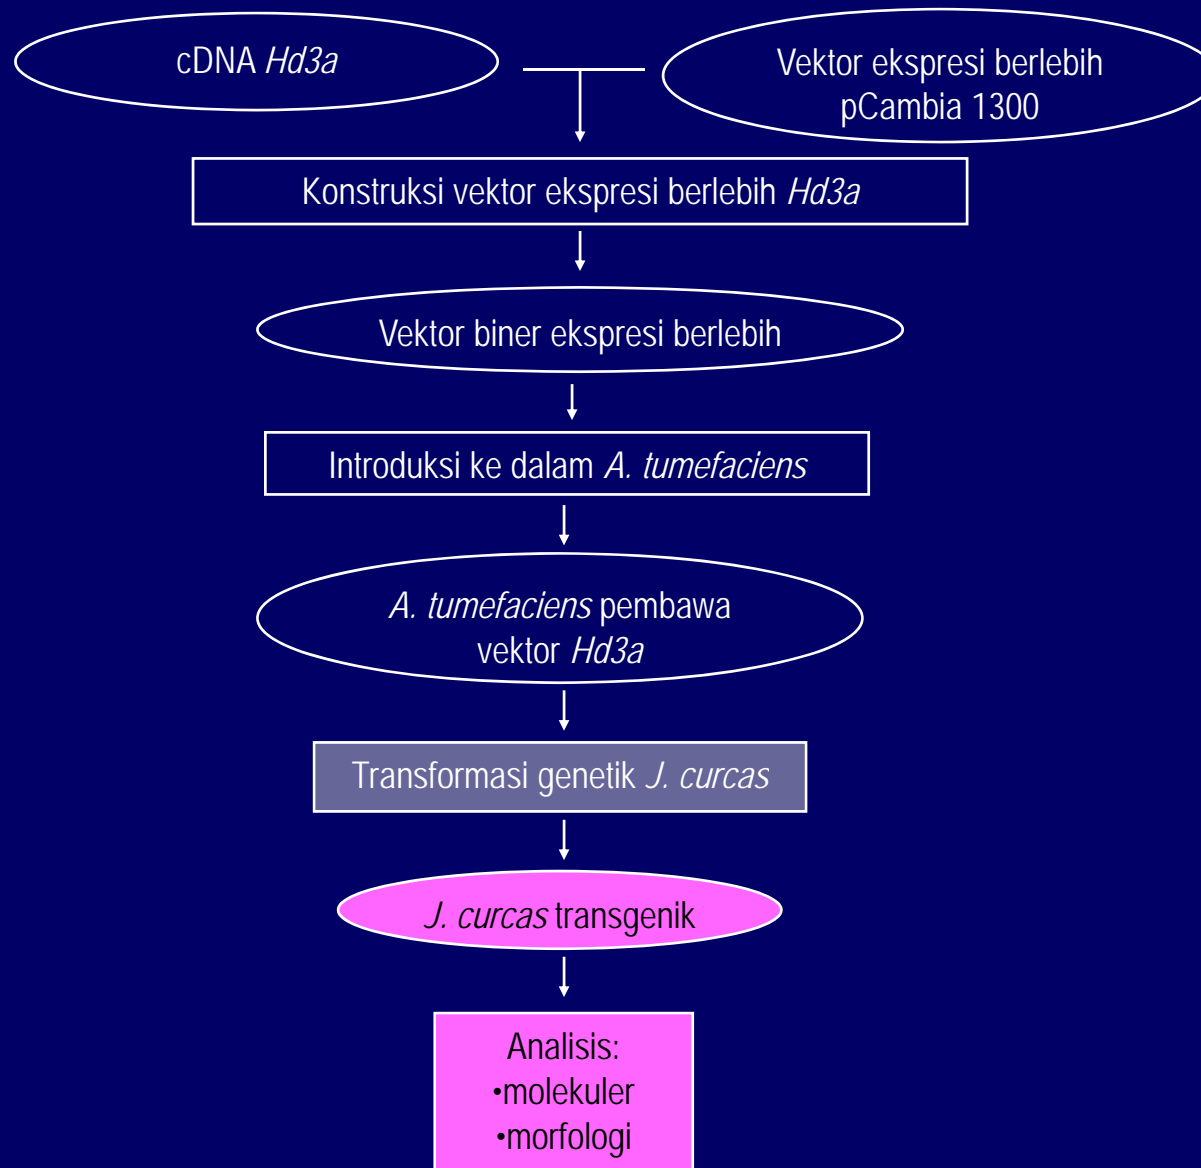 cDNA Hd3a
Vektor ekspresi berlebih
pCambia 1300
Konstruksi vektor ekspresi berlebih Hd3a
Vektor biner ekspresi berlebih
Introduksi ke dalam A. tumefaciens
A. tumefaciens pembawa
vektor Hd3a
Transformasi genetik J. curcas
J. curcas transgenik
Analisis:
•molekuler
•morfologi